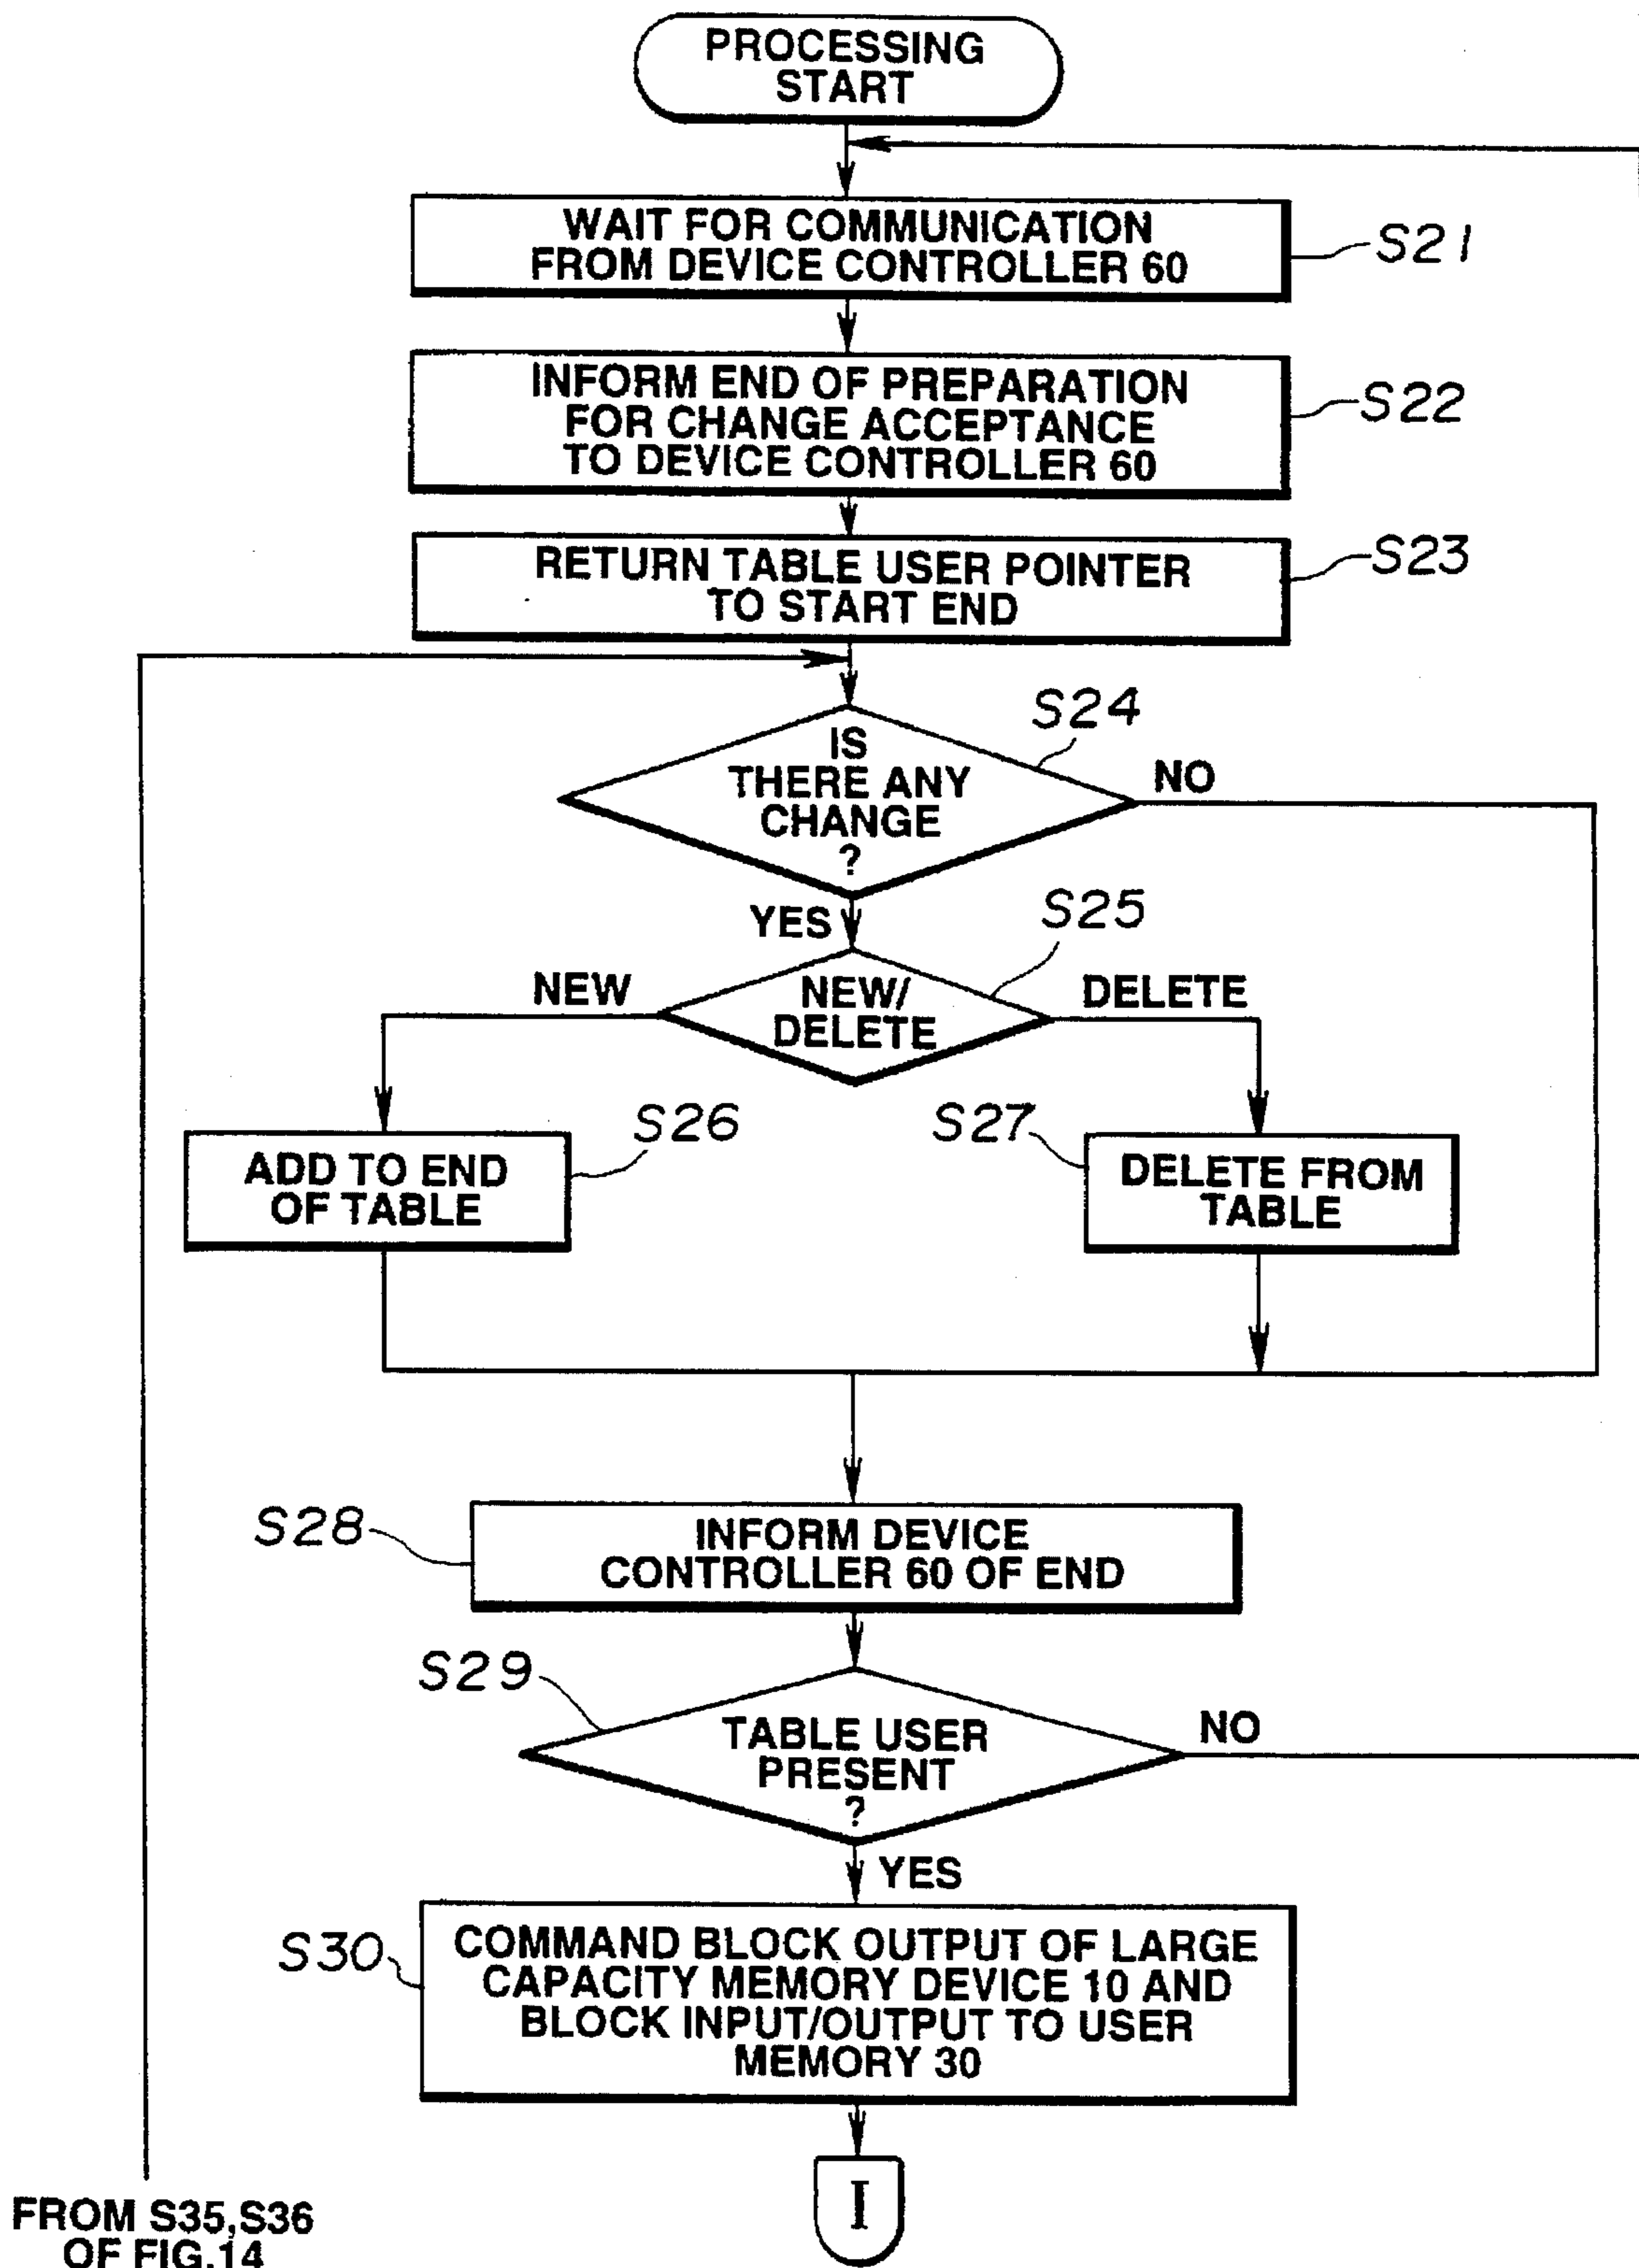 PROCESSING
START
WAIT FOR COMMUNICATION
FROM DEVICE CONTROLLER 60
S21
INFORM END OF PREPARATION
FOR CHANGE ACCEPTANCE
TO DEVICE CONTROLLER 60
S22
RETURN TABLE USER POINTER
TO START END
S23
S24
IS
THERE ANY
CHANGE
?
NO
YES
S25
NEW
NEW/
DELETE
DELETE
S26
ADD TO END
OF TABLE
S27
DELETE FROM
TABLE
S28
INFORM DEVICE
CONTROLLER 60 OF END
S29
TABLE USER
PRESENT
?
NO
YES
S30
COMMAND BLOCK OUTPUT OF LARGE
CAPACITY MEMORY DEVICE 10 AND
BLOCK INPUT/OUTPUT TO USER
MEMORY 30
I
FROM S35,S36
OF FIG.14